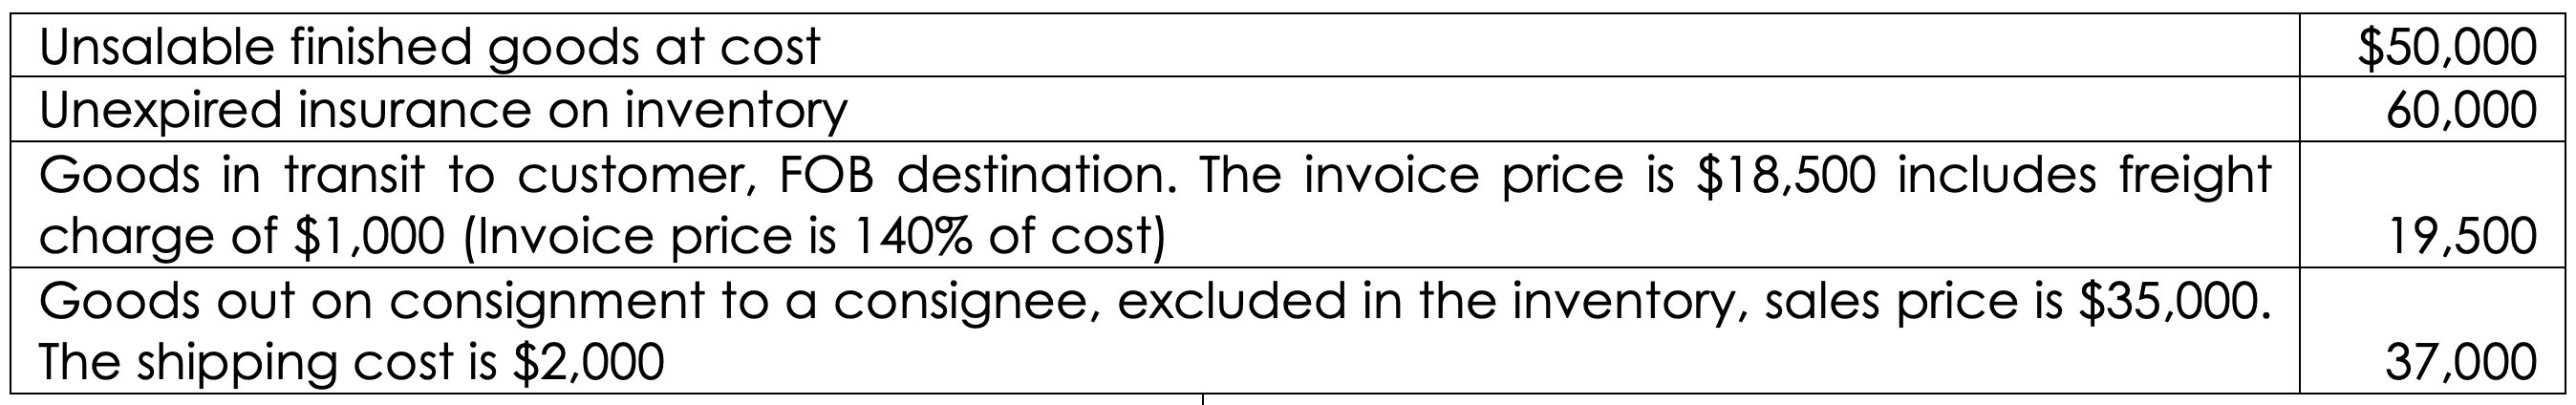 Unsalable finished goods at cost $50,000
Unexpired insurance on inventory 60,000
Goods in transit to customer, FOB destination. The invoice price is $18,500 includes freight
charge of $1,000 (Invoice price is 140% of cost) 19,500
Goods out on consignment to a consignee, excluded in the inventory, sales price is $35,000.
The shipping cost is $2,000 37,000